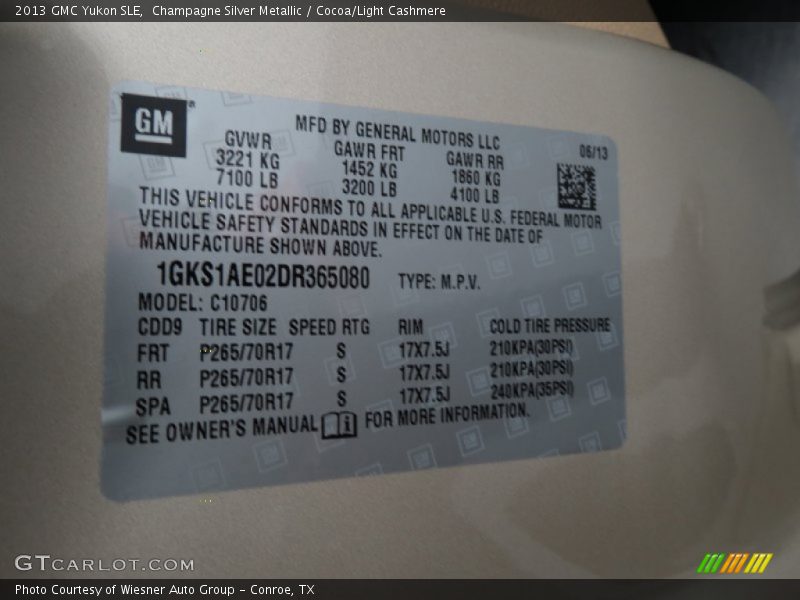 2013 GMC Yukon SLE, Champagne Silver Metallic / Cocoa/Light Cashmere
GM
MFD BY GENERAL MOTORS LLC
GVWR GAWR FRT GAWR RR 06/13
3221 KG 1452 KG 1860 KG
7100 LB 3200 LB 4100 LB
THIS VEHICLE CONFORMS TO ALL APPLICABLE U.S. FEDERAL MOTOR
VEHICLE SAFETY STANDARDS IN EFFECT ON THE DATE OF
MANUFACTURE SHOWN ABOVE.
1GKS1AE02DR365080 TYPE: M.P.V.
MODEL: C10706
CDD9 TIRE SIZE SPEED RTG RIM COLD TIRE PRESSURE
FRT P265/70R17 S 17X7.5J 210KPA(30PSI)
RR P265/70R17 S 17X7.5J 210KPA(30PSI)
SPA P265/70R17 S 17X7.5J 240KPA(35PSI)
SEE OWNER'S MANUAL FOR MORE INFORMATION.
GTCARLOT.COM
Photo Courtesy of Wiesner Auto Group - Conroe, TX